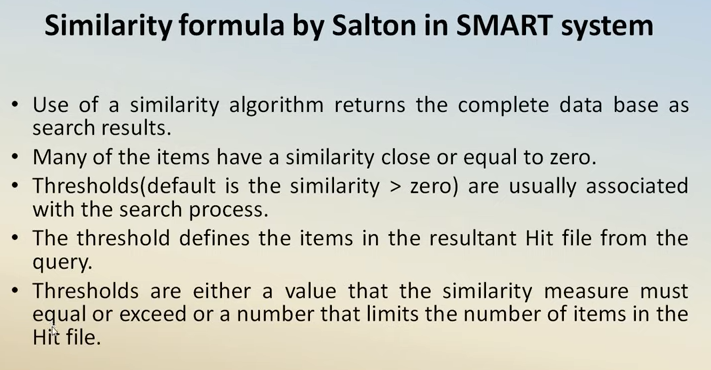 Similarity formula by Salton in SMART system
• Use of a similarity algorithm returns the complete data base as
search results.
• Many of the items have a similarity close or equal to zero.
• Thresholds(default is the similarity > zero) are usually associated
with the search process.
• The threshold defines the items in the resultant Hit file from the
query.
• Thresholds are either a value that the similarity measure must
equal or exceed or a number that limits the number of items in the
Hit file.